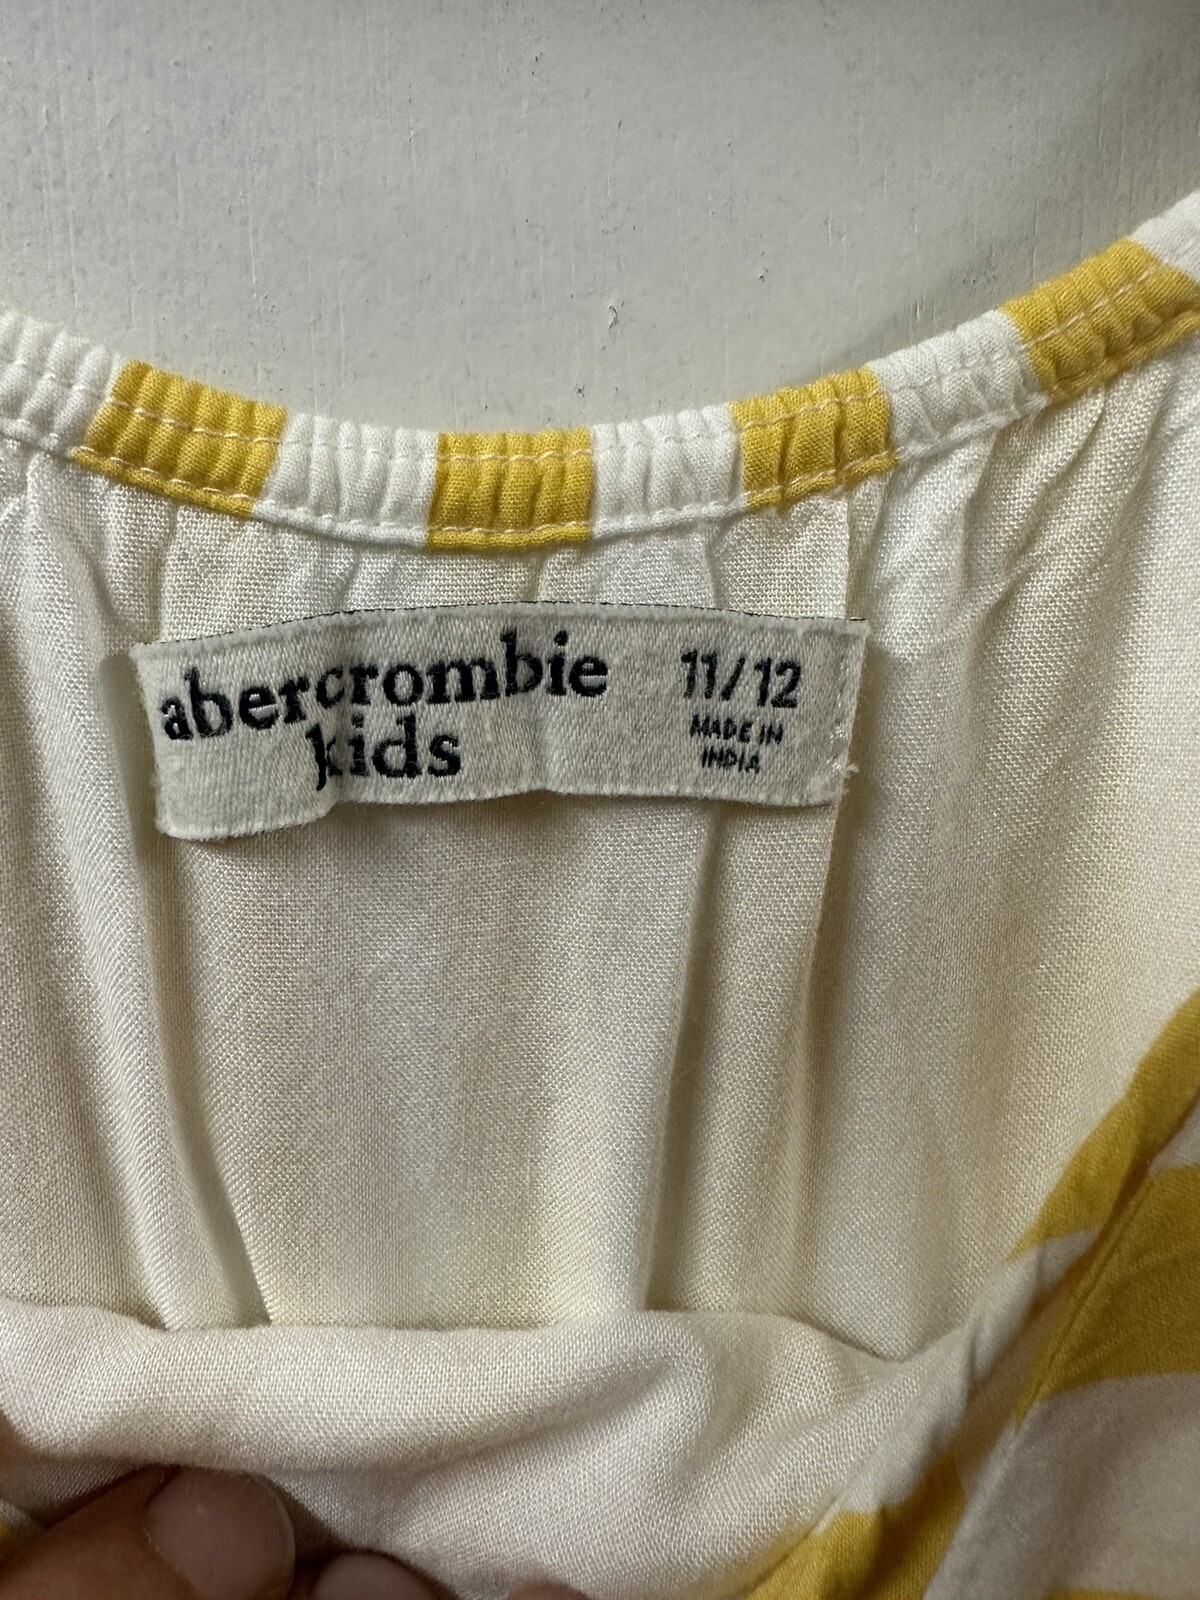 abercrombie
kids
11/12
MADE IN
INDIA